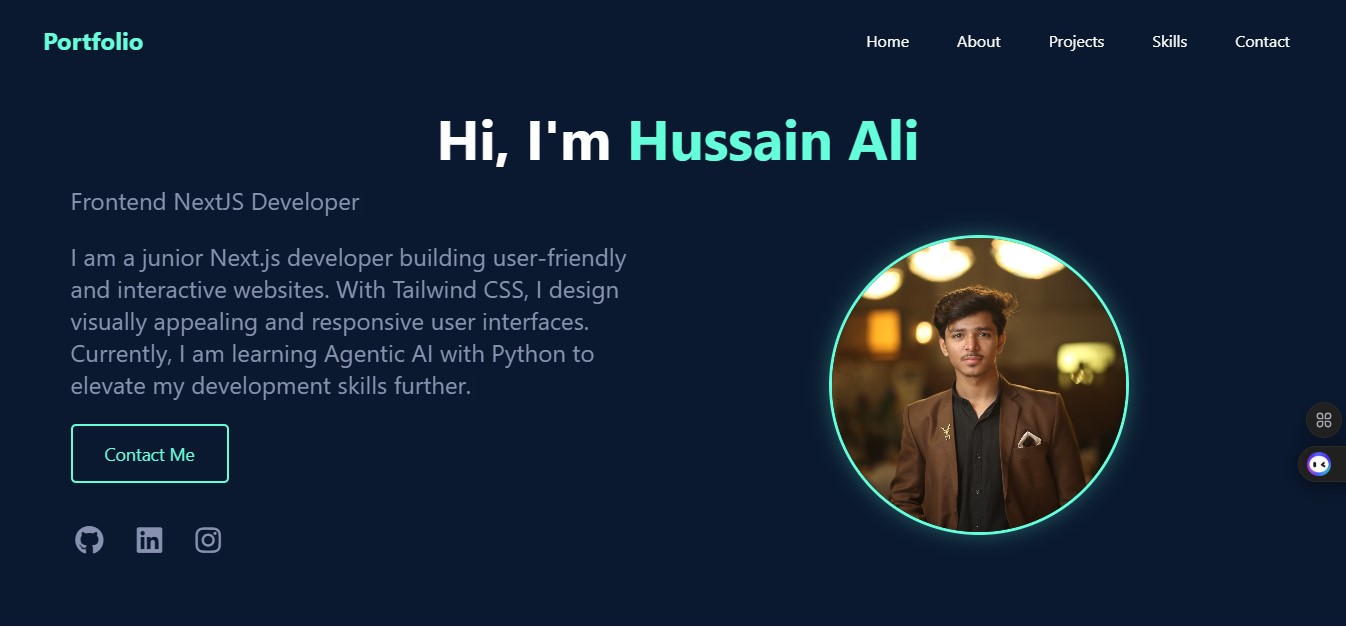 Portfolio
Home About Projects Skills Contact
Hi, I'm Hussain Ali
Frontend NextJS Developer
I am a junior Next.js developer building user-friendly
and interactive websites. With Tailwind CSS, I design
visually appealing and responsive user interfaces.
Currently, I am learning Agentic AI with Python to
elevate my development skills further.
Contact Me